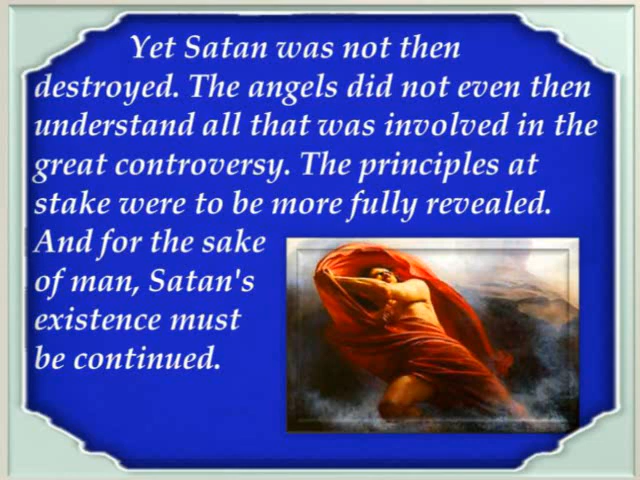 Yet Satan was not then
destroyed. The angels did not even then
understand all that was involved in the
great controversy. The principles at
stake were to be more fully revealed.
And for the sake
of man, Satan's
existence must
be continued.